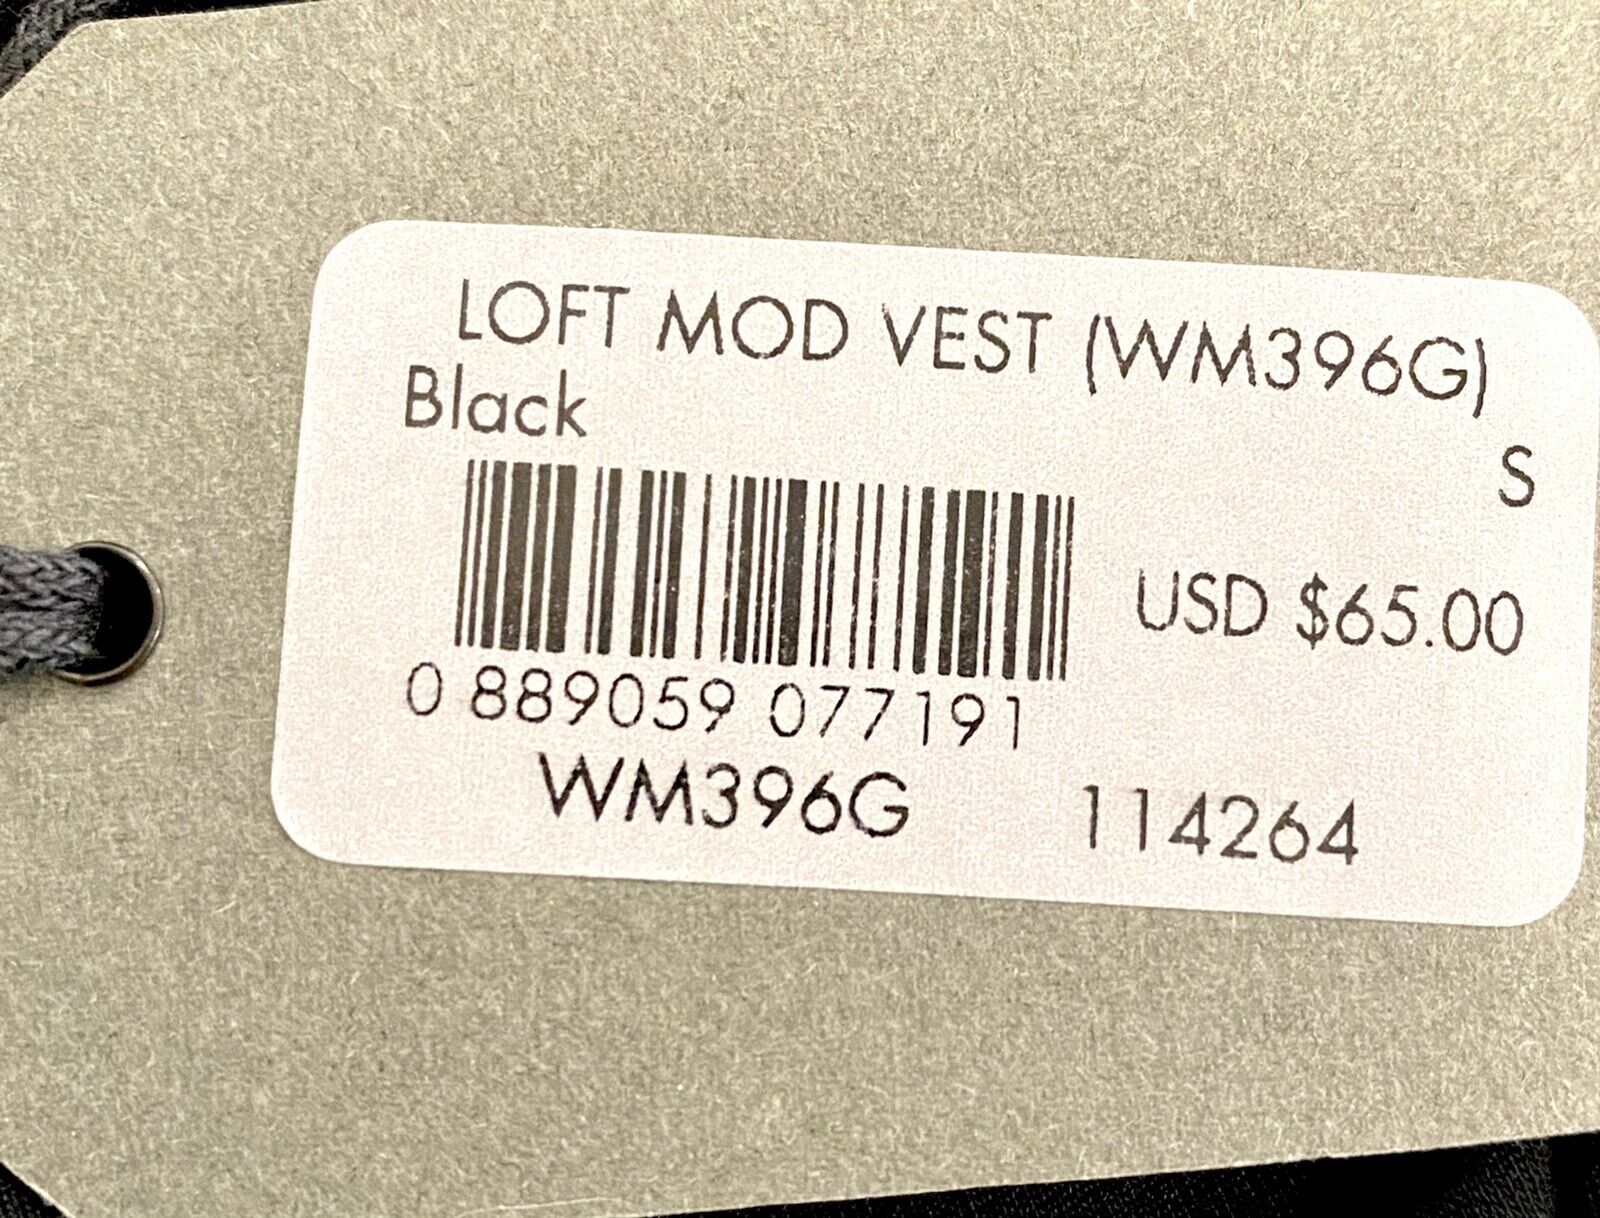 LOFT MOD VEST (WM396G)
Black
S
USD $65.00
0 889059 077191
WM396G 114264